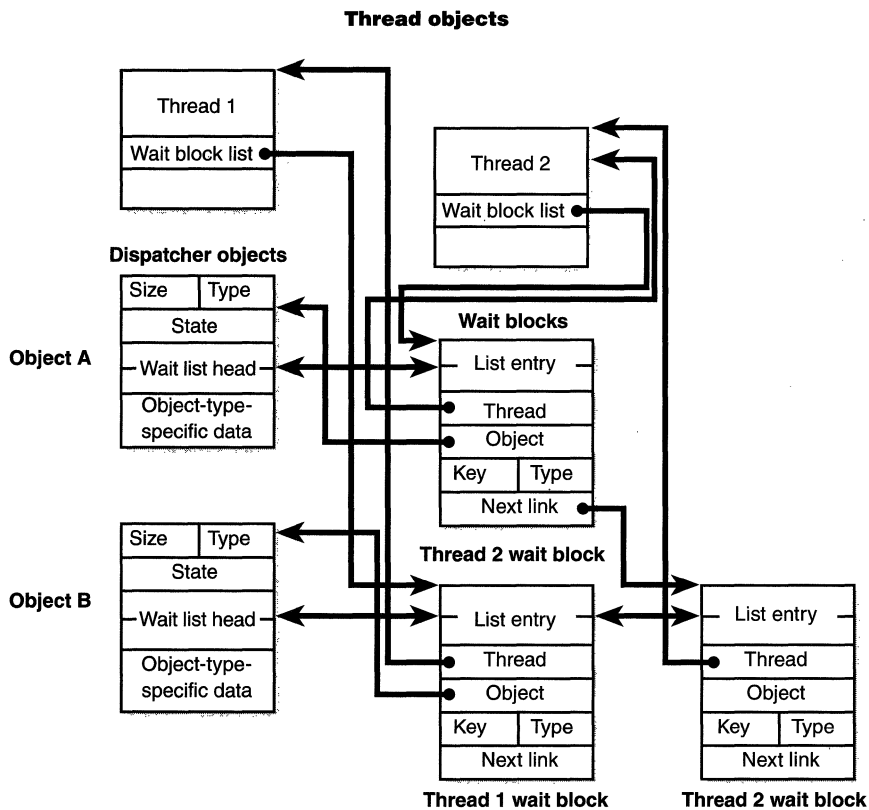 Thread objects
Thread 1
Wait block list
Thread 2
Wait block list
Dispatcher objects
Size Type
State
Object A
Wait list head
Object-type-
specific data
Wait blocks
List entry
Thread
Object
Key Type
Next link
Thread 2 wait block
Size Type
State
Object B
Wait list head
Object-type-
specific data
List entry
Thread
Object
Key Type
Next link
Thread 1 wait block
List entry
Thread
Object
Key Type
Next link
Thread 2 wait block